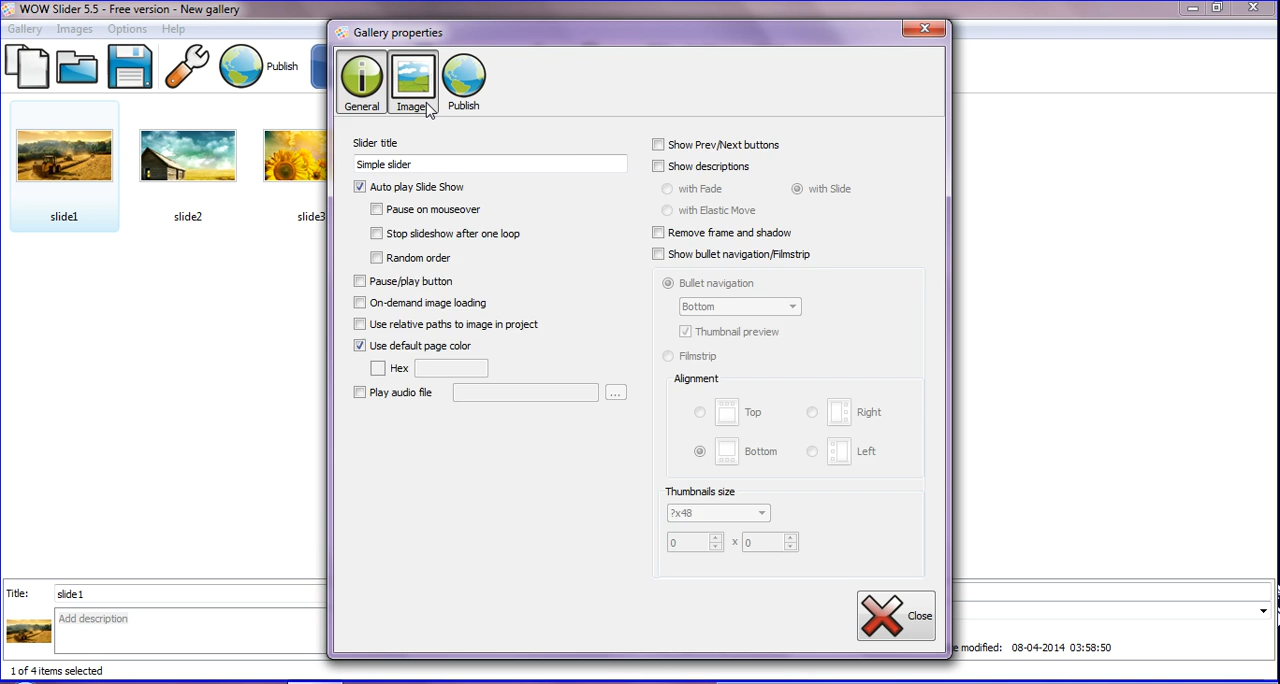 WOW Slider 5.5 - Free version - New gallery
Gallery Images Options Help
Publish
slide1 slide2 slide3
Gallery properties
General Images Publish
Slider title
Simple slider
Auto play Slide Show
Pause on mouseover
Stop slideshow after one loop
Random order
Pause/play button
On-demand image loading
Use relative paths to image in project
Use default page color
Hex
Play audio file ...
Show Prev/Next buttons
Show descriptions
with Fade with Slide
with Elastic Move
Remove frame and shadow
Show bullet navigation/Filmstrip
Bullet navigation
Bottom
Thumbnail preview
Filmstrip
Alignment
Top Right
Bottom Left
Thumbnails size
?x48
0 x 0
Close
Title: slide1
Add description
modified: 08-04-2014 03:58:50
1 of 4 items selected